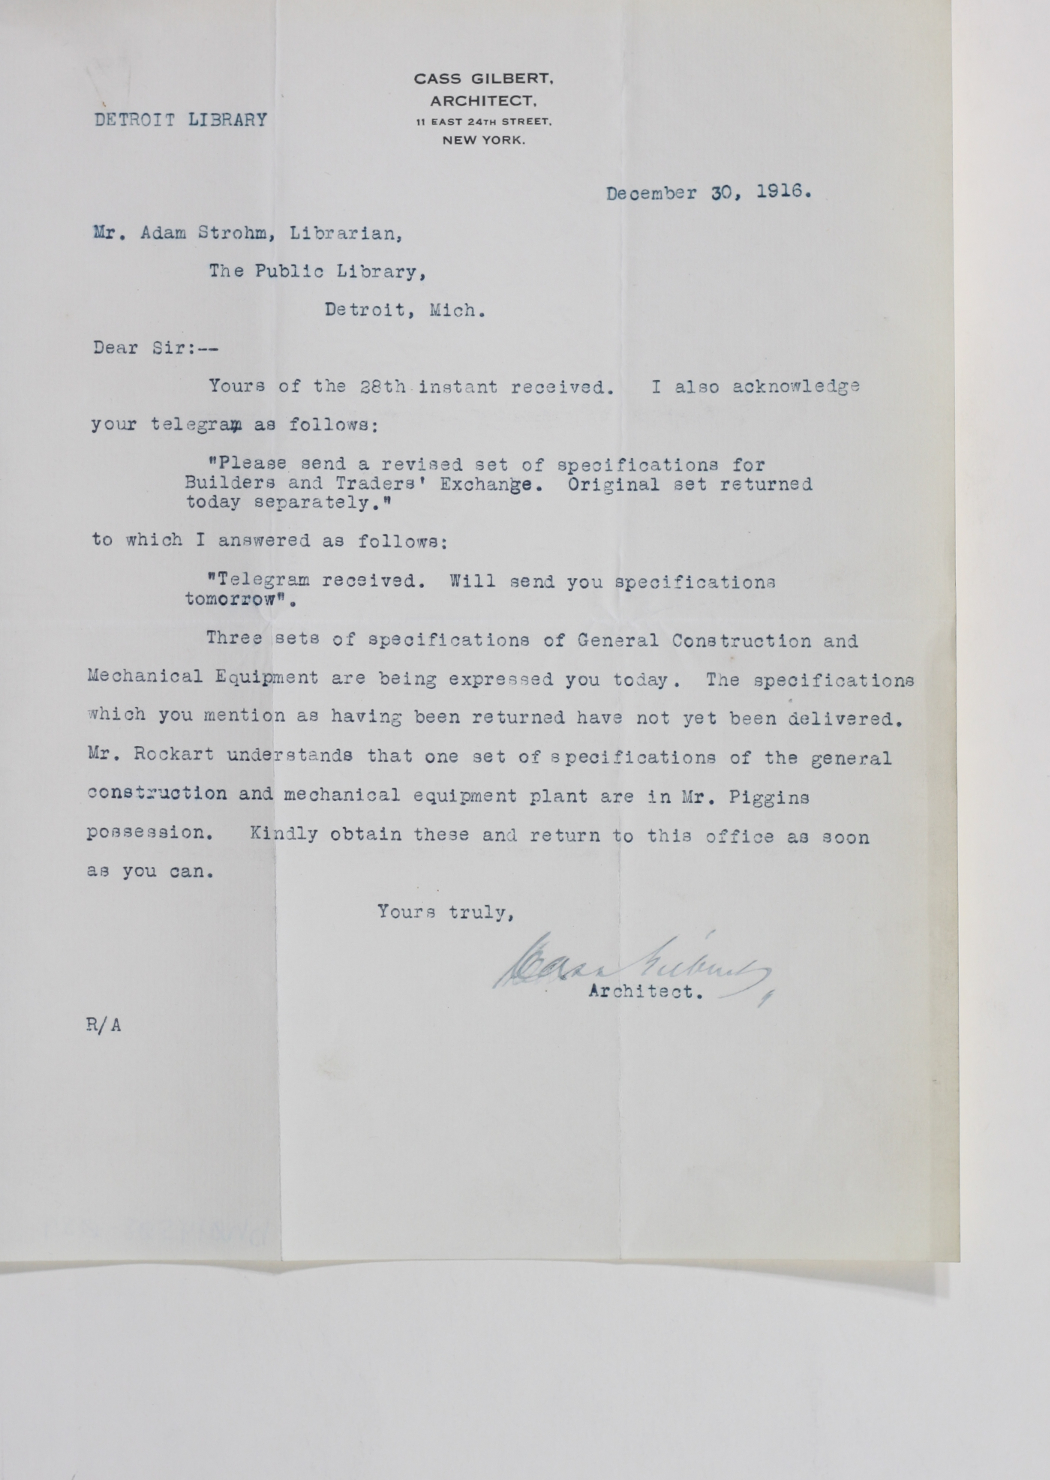 CASS GILBERT,
ARCHITECT,
11 EAST 24TH STREET,
NEW YORK.
DETROIT LIBRARY
December 30, 1916.
Mr. Adam Strohm, Librarian,
The Public Library,
Detroit, Mich.
Dear Sir:--
Yours of the 28th instant received. I also acknowledge
your telegram as follows:
"Please send a revised set of specifications for
Builders and Traders' Exchange. Original set returned
today separately."
to which I answered as follows:
"Telegram received. Will send you specifications
tomorrow".
Three sets of specifications of General Construction and
Mechanical Equipment are being expressed you today. The specifications
which you mention as having been returned have not yet been delivered.
Mr. Rockart understands that one set of specifications of the general
construction and mechanical equipment plant are in Mr. Piggins
possession. Kindly obtain these and return to this office as soon
as you can.
Yours truly,
Cass Gilbert,
Architect.
R/A